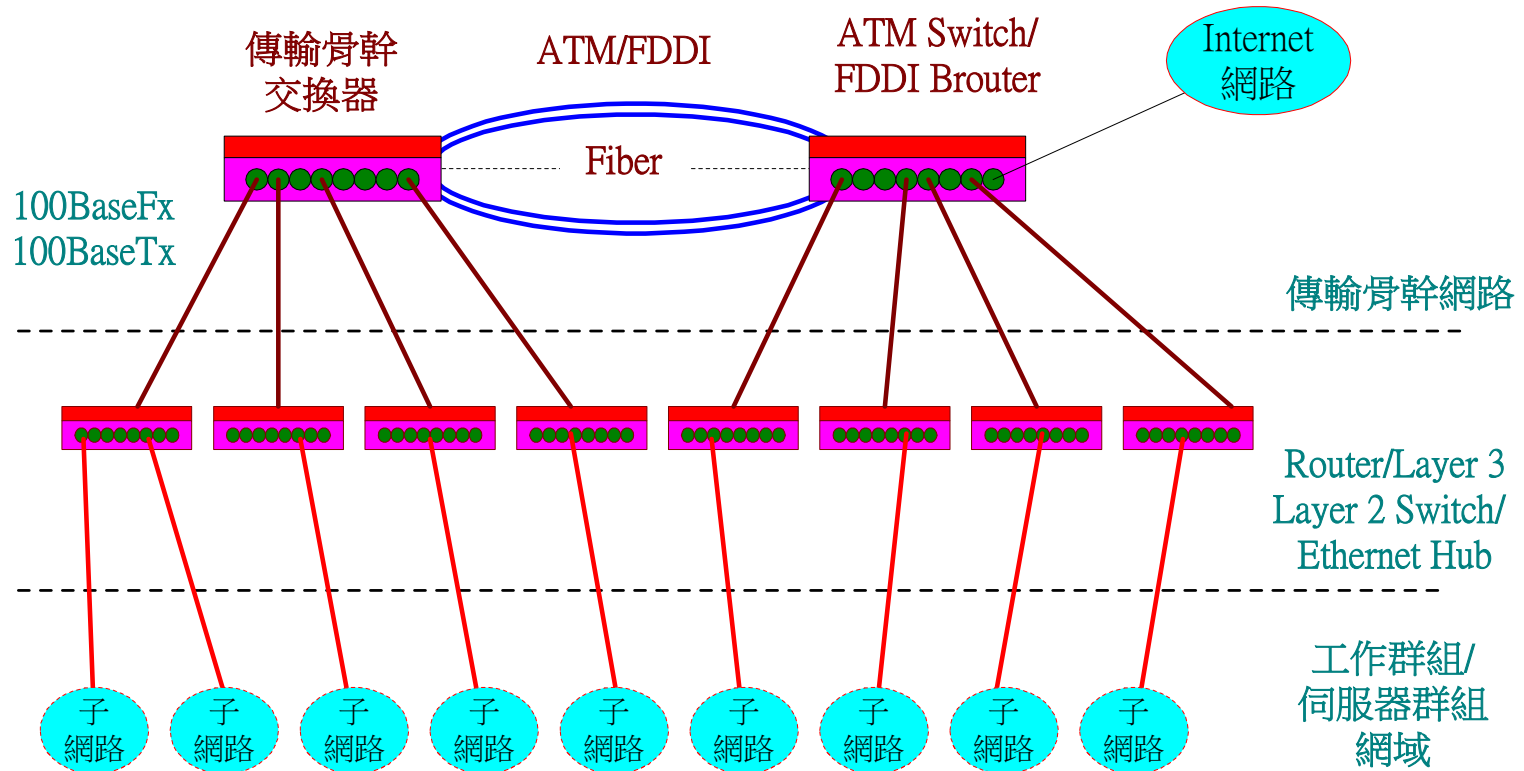 傳輸骨幹
交換器
ATM/FDDI
ATM Switch/
FDDI Brouter
Internet
網路
Fiber
100BaseFx
100BaseTx
傳輸骨幹網路
Router/Layer 3
Layer 2 Switch/
Ethernet Hub
工作群組/
伺服器群組
網域
子
網路
子
網路
子
網路
子
網路
子
網路
子
網路
子
網路
子
網路
子
網路